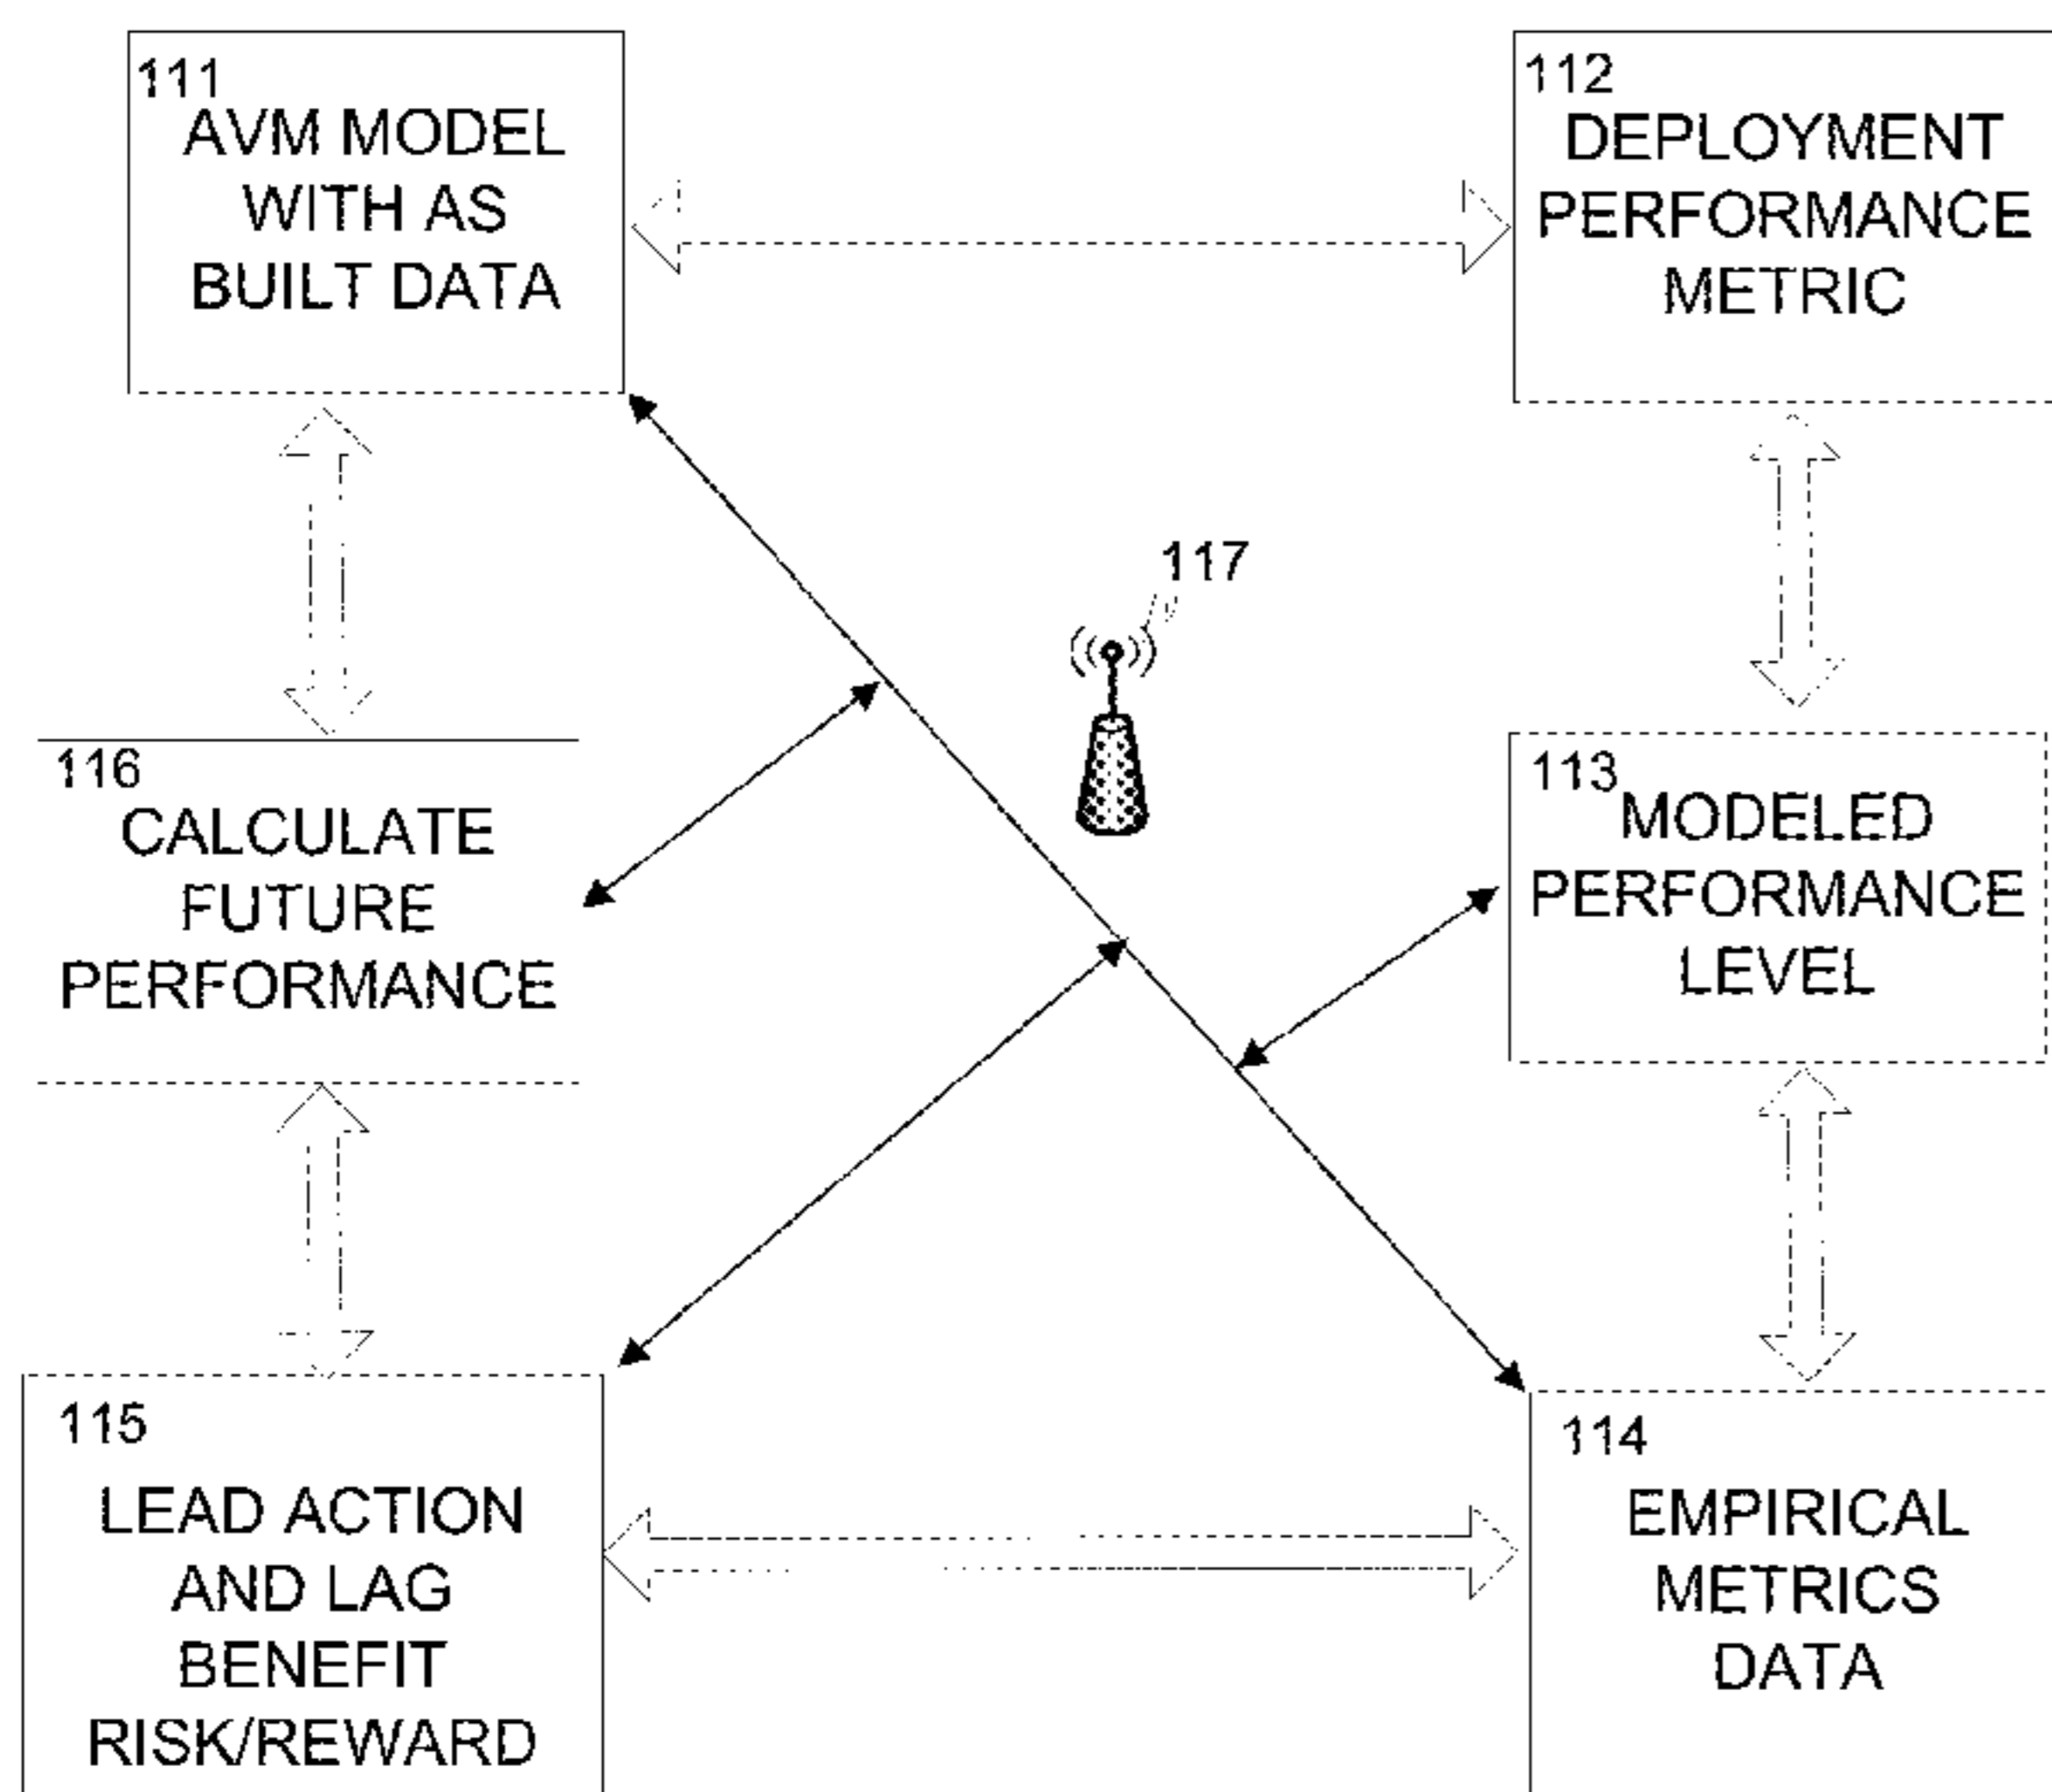 111
AVM MODEL
WITH AS
BUILT DATA
112
DEPLOYMENT
PERFORMANCE
METRIC
117
116
CALCULATE
FUTURE
PERFORMANCE
113
MODELED
PERFORMANCE
LEVEL
115
LEAD ACTION
AND LAG
BENEFIT
RISK/REWARD
114
EMPIRICAL
METRICS
DATA